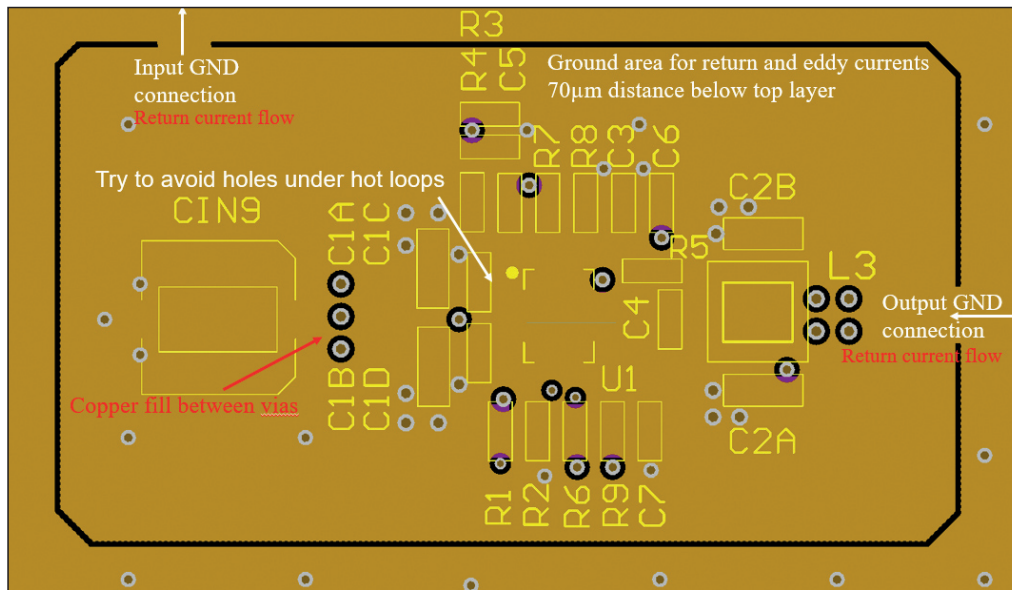 R3
R4
C5
Input GND
connection
Return current flow
Ground area for return and eddy currents
70µm distance below top layer
R7
R8
C3
C6
Try to avoid holes under hot loops
CIN9
C1A
C1C
C2B
R5
L3
C4
Output GND
connection
Return current flow
Copper fill between vias
C1B
C1D
U1
C2A
R1
R2
R6
R9
C7